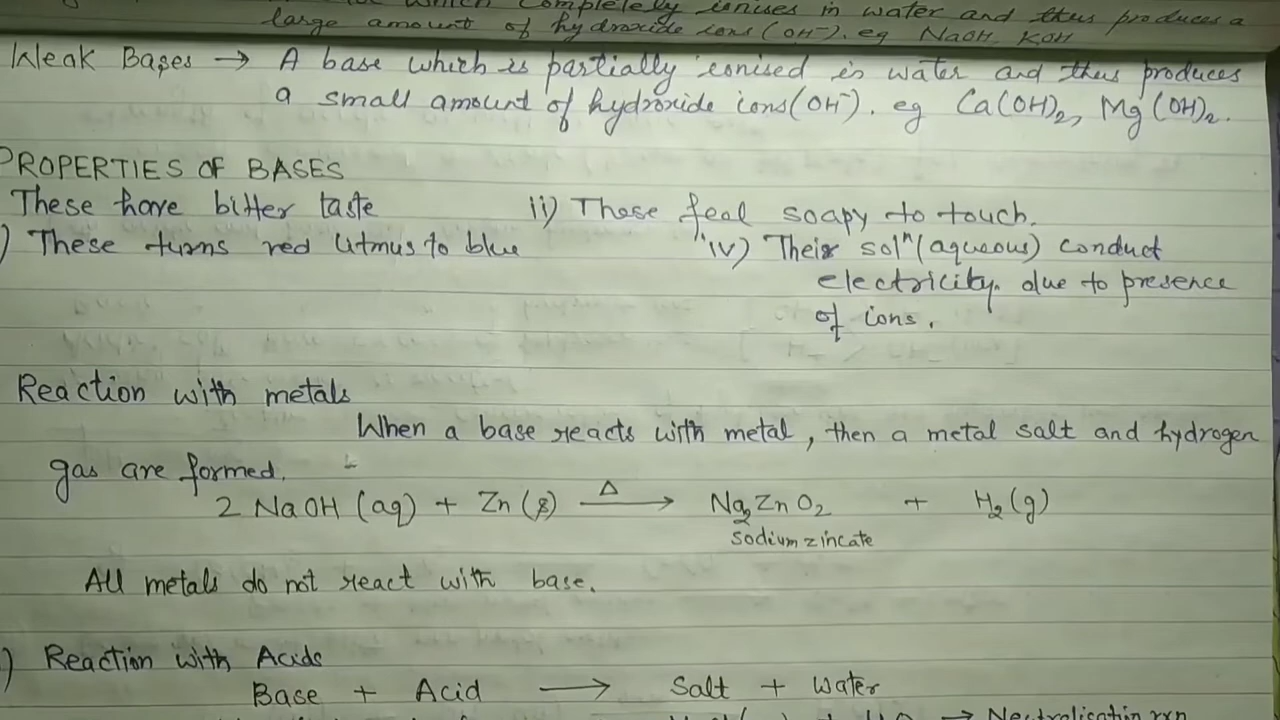 which completely ionises in water and thus produces a
large amount of hydroxide ions (OH⁻). eg NaOH, KOH
Weak Bases → A base which is partially ionised in water and thus produces
a small amount of hydroxide ions (OH⁻). eg Ca(OH)₂, Mg(OH)₂.
PROPERTIES OF BASES
These have bitter taste ii) These feel soapy to touch.
) These turns red litmus to blue iv) Their solⁿ (aqueous) conduct
electricity due to presence
of ions.
Reaction with metals
When a base reacts with metal, then a metal salt and hydrogen
gas are formed.
2 NaOH (aq) + Zn (s) —Δ→ Na₂ZnO₂ + H₂(g)
sodium zincate
All metals do not react with base.
) Reaction with Acids
Base + Acid → Salt + Water
→ Neutralisatin rxn